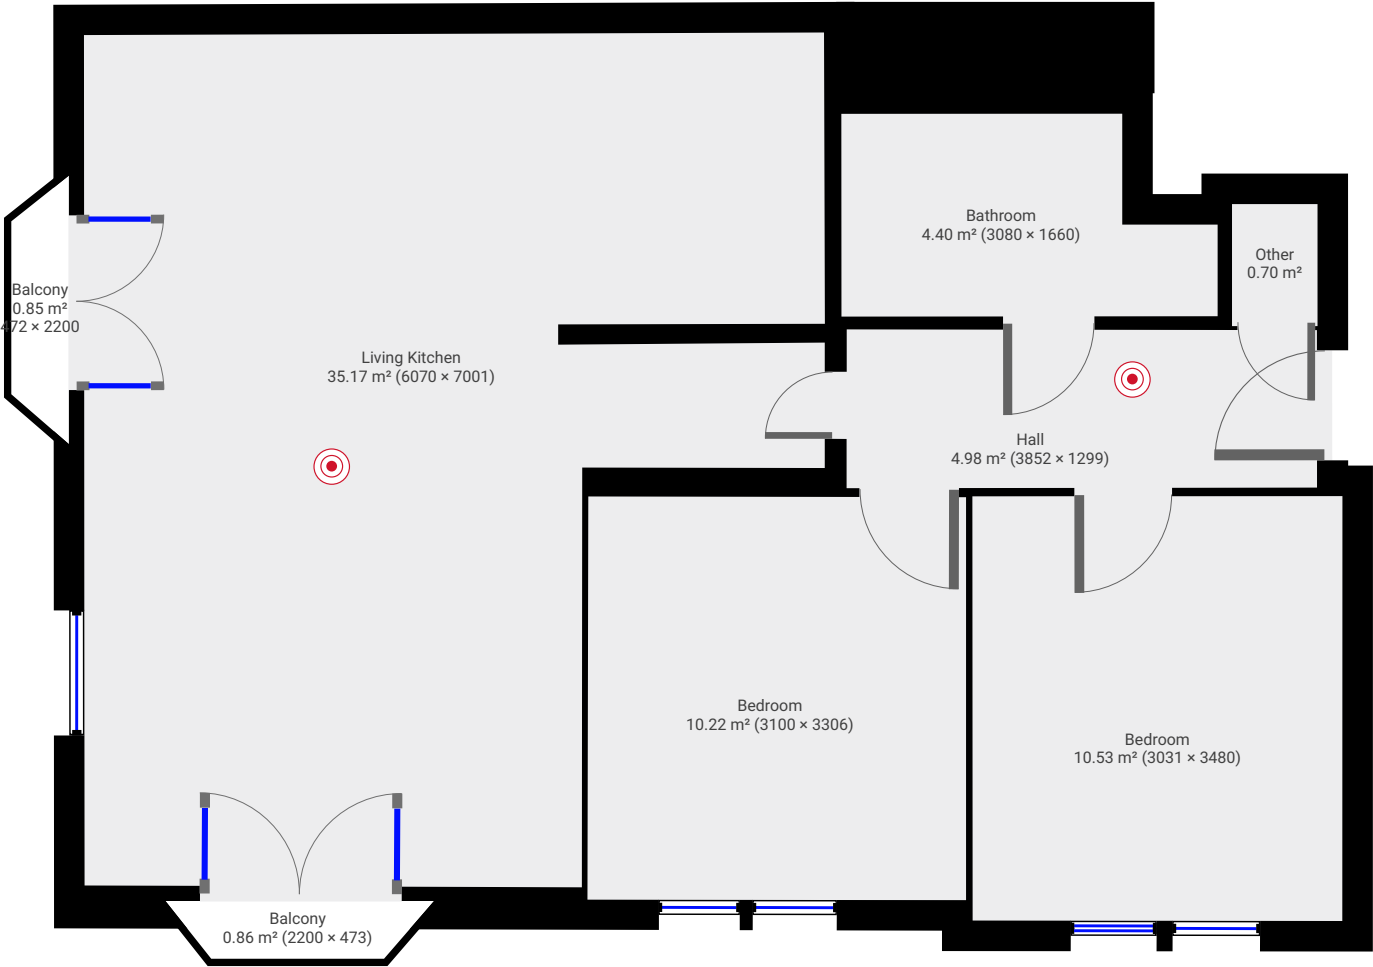 Bathroom
4.40 m² (3080 × 1660)
Other
0.70 m²
Balcony
0.85 m²
472 × 2200
Living Kitchen
35.17 m² (6070 × 7001)
Hall
4.98 m² (3852 × 1299)
Bedroom
10.22 m² (3100 × 3306)
Bedroom
10.53 m² (3031 × 3480)
Balcony
0.86 m² (2200 × 473)